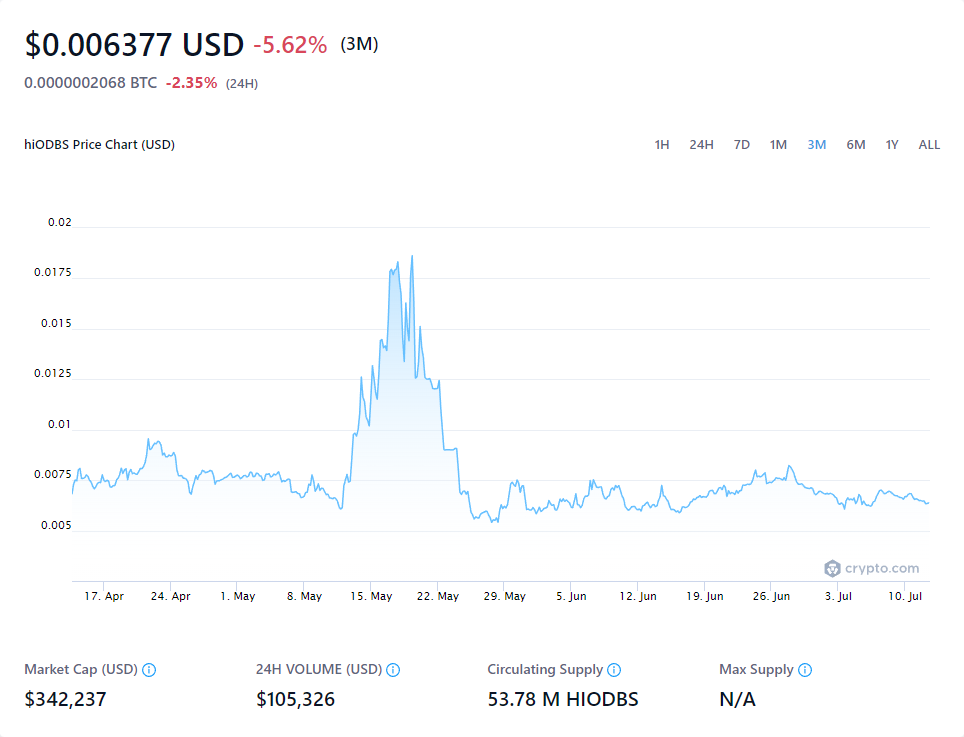 $0.006377 USD -5.62% (3M)
0.0000002068 BTC -2.35% (24H)
hiODBS Price Chart (USD) 1H 24H 7D 1M 3M 6M 1Y ALL
0.02
0.0175
0.015
0.0125
0.01
0.0075
0.005
crypto.com
17. Apr 24. Apr 1. May 8. May 15. May 22. May 29. May 5. Jun 12. Jun 19. Jun 26. Jun 3. Jul 10. Jul
Market Cap (USD) 24H VOLUME (USD) Circulating Supply Max Supply
$342,237 $105,326 53.78 M HIODBS N/A